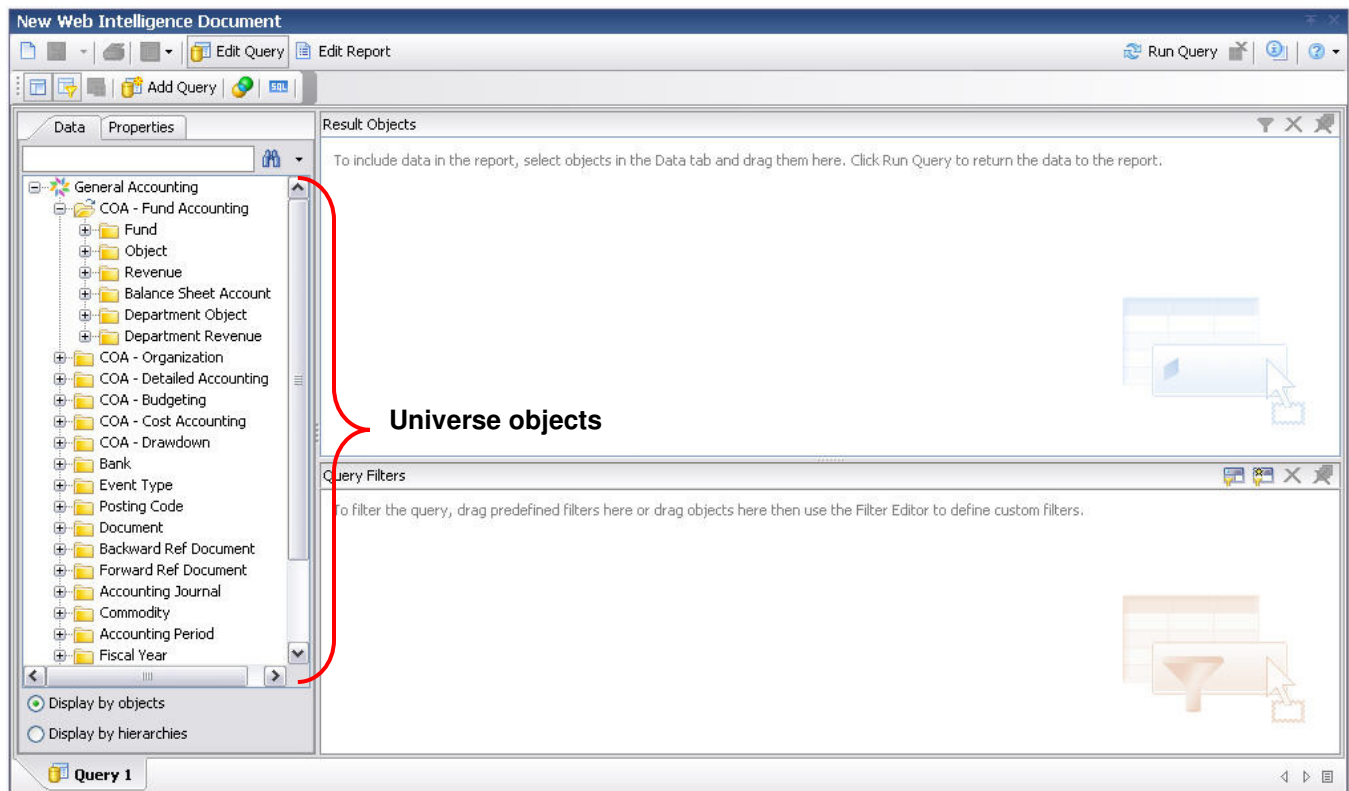 New Web Intelligence Document
Edit Query Edit Report Run Query
Add Query SQL
Data Properties
Result Objects
To include data in the report, select objects in the Data tab and drag them here. Click Run Query to return the data to the report.
General Accounting
COA - Fund Accounting
Fund
Object
Revenue
Balance Sheet Account
Department Object
Department Revenue
COA - Organization
COA - Detailed Accounting
COA - Budgeting
COA - Cost Accounting
COA - Drawdown
Bank
Event Type
Posting Code
Document
Backward Ref Document
Forward Ref Document
Accounting Journal
Commodity
Accounting Period
Fiscal Year
Universe objects
Query Filters
To filter the query, drag predefined filters here or drag objects here then use the Filter Editor to define custom filters.
Display by objects
Display by hierarchies
Query 1